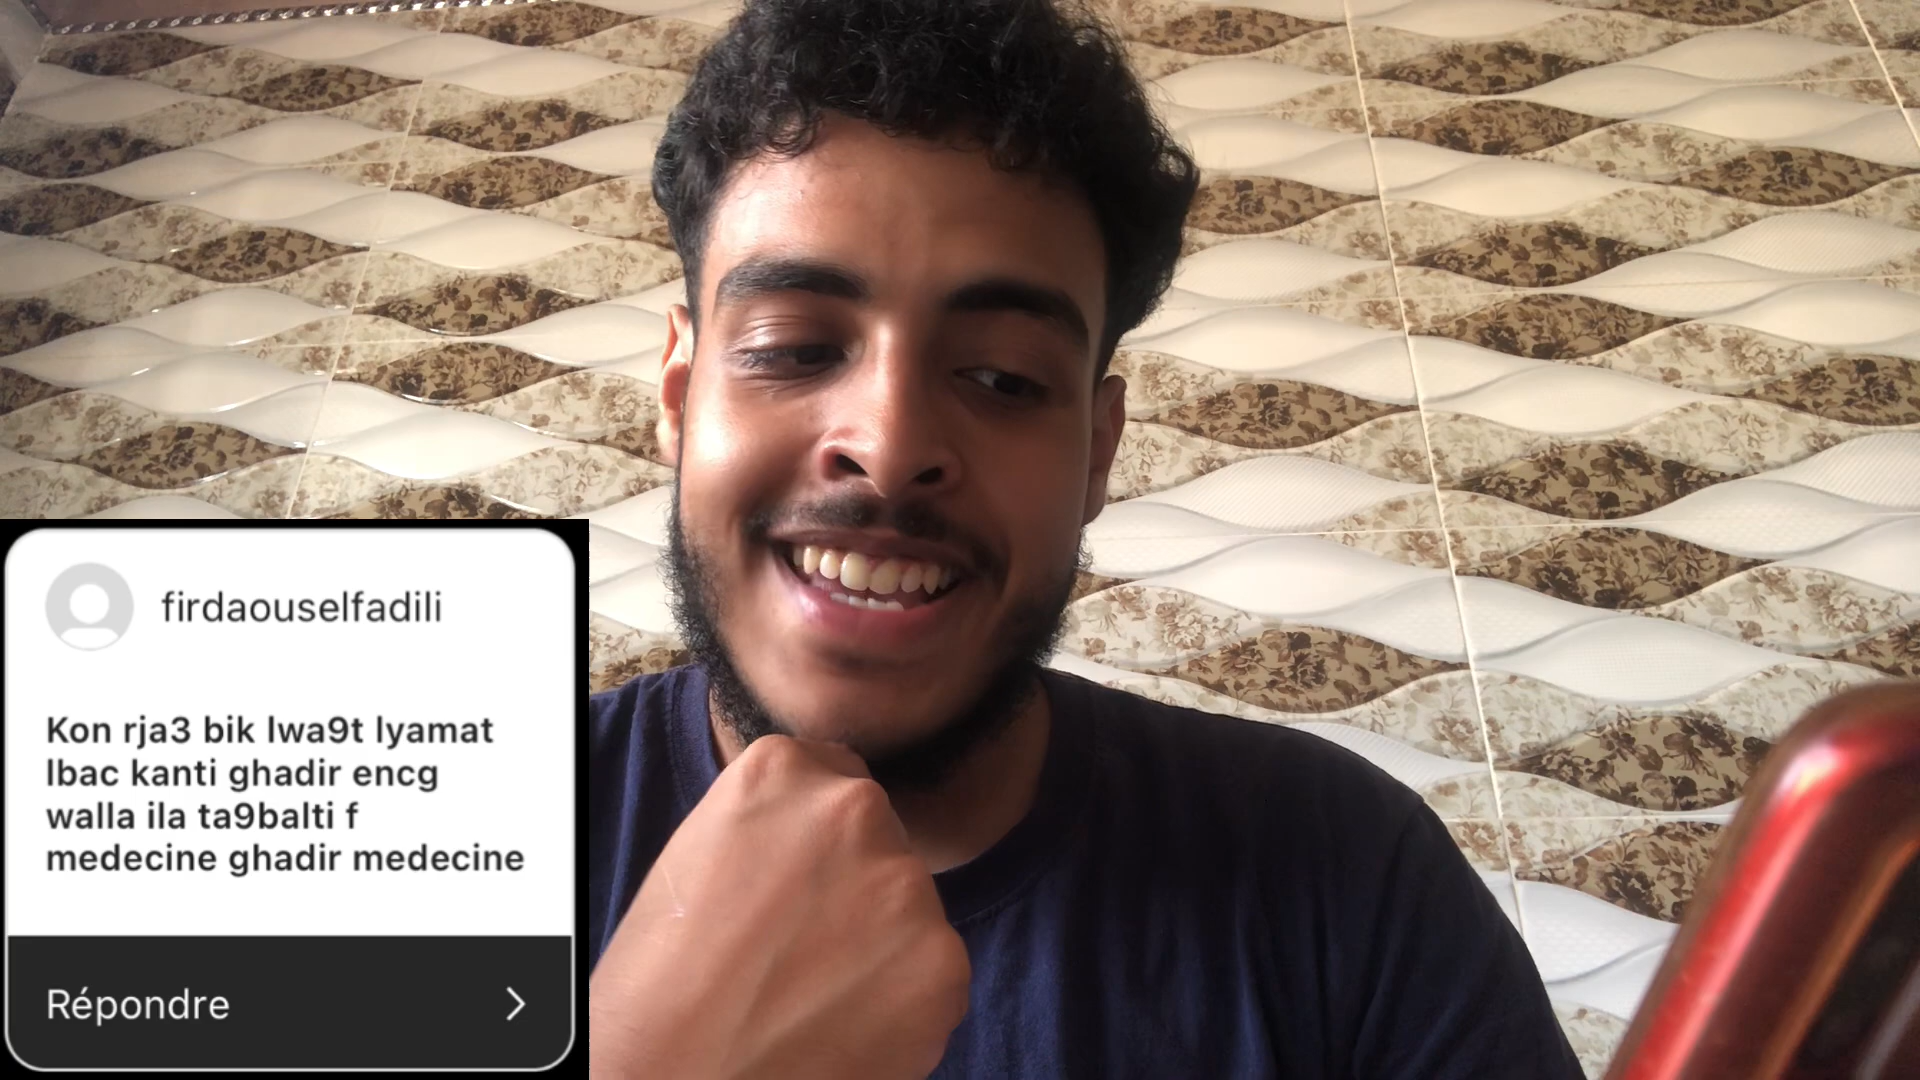 firdaouselfadili
Kon rja3 bik lwa9t lyamat
lbac kanti ghadir encg
walla ila ta9balti f
medecine ghadir medecine
Répondre